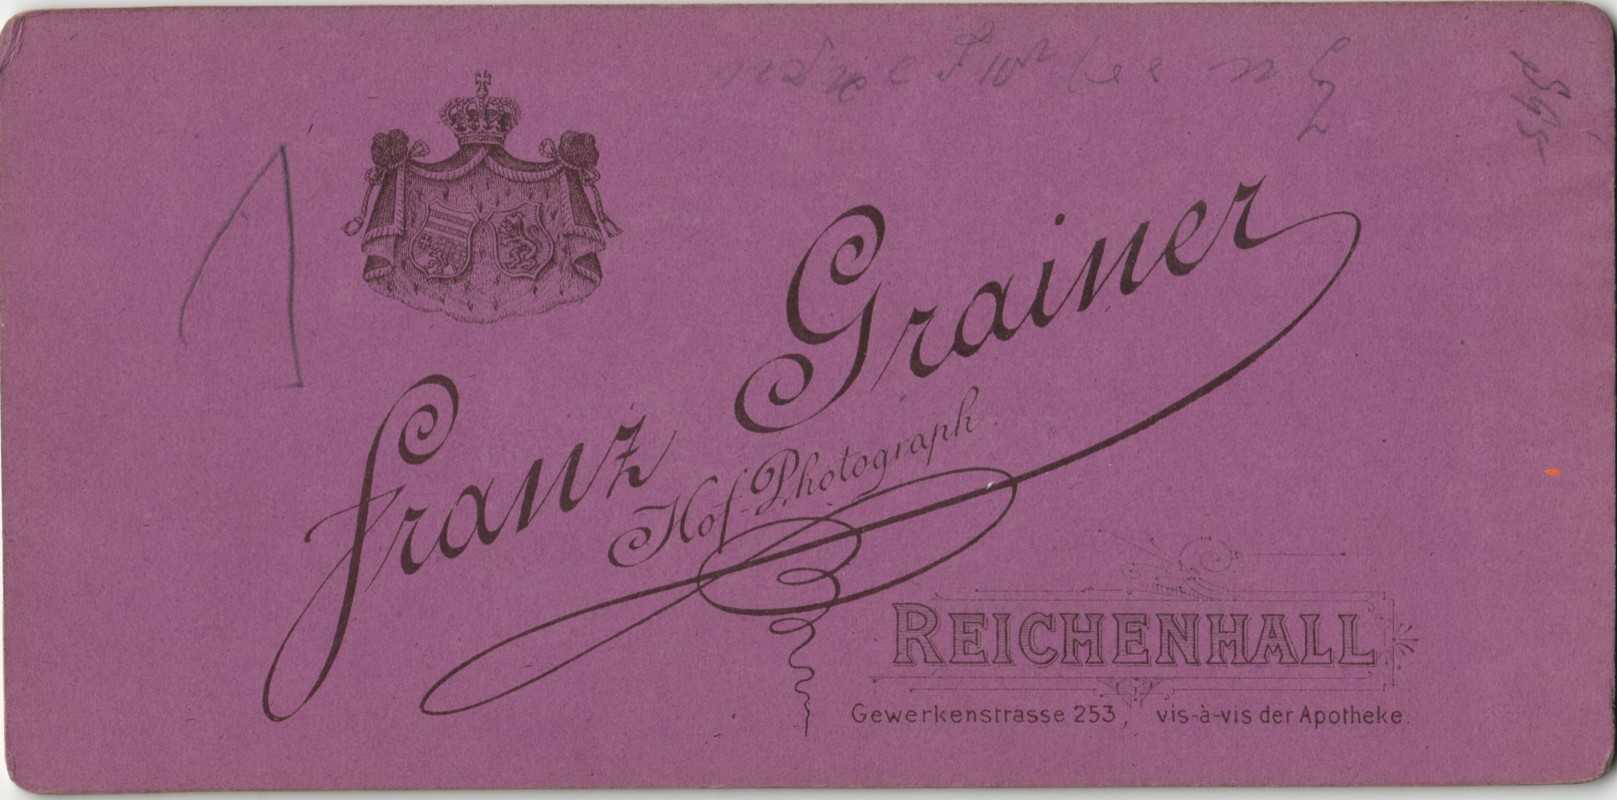 1
Franz Grainer
Hof-Photograph.
REICHENHALL
Gewerkenstrasse 253, vis-à-vis der Apotheke.